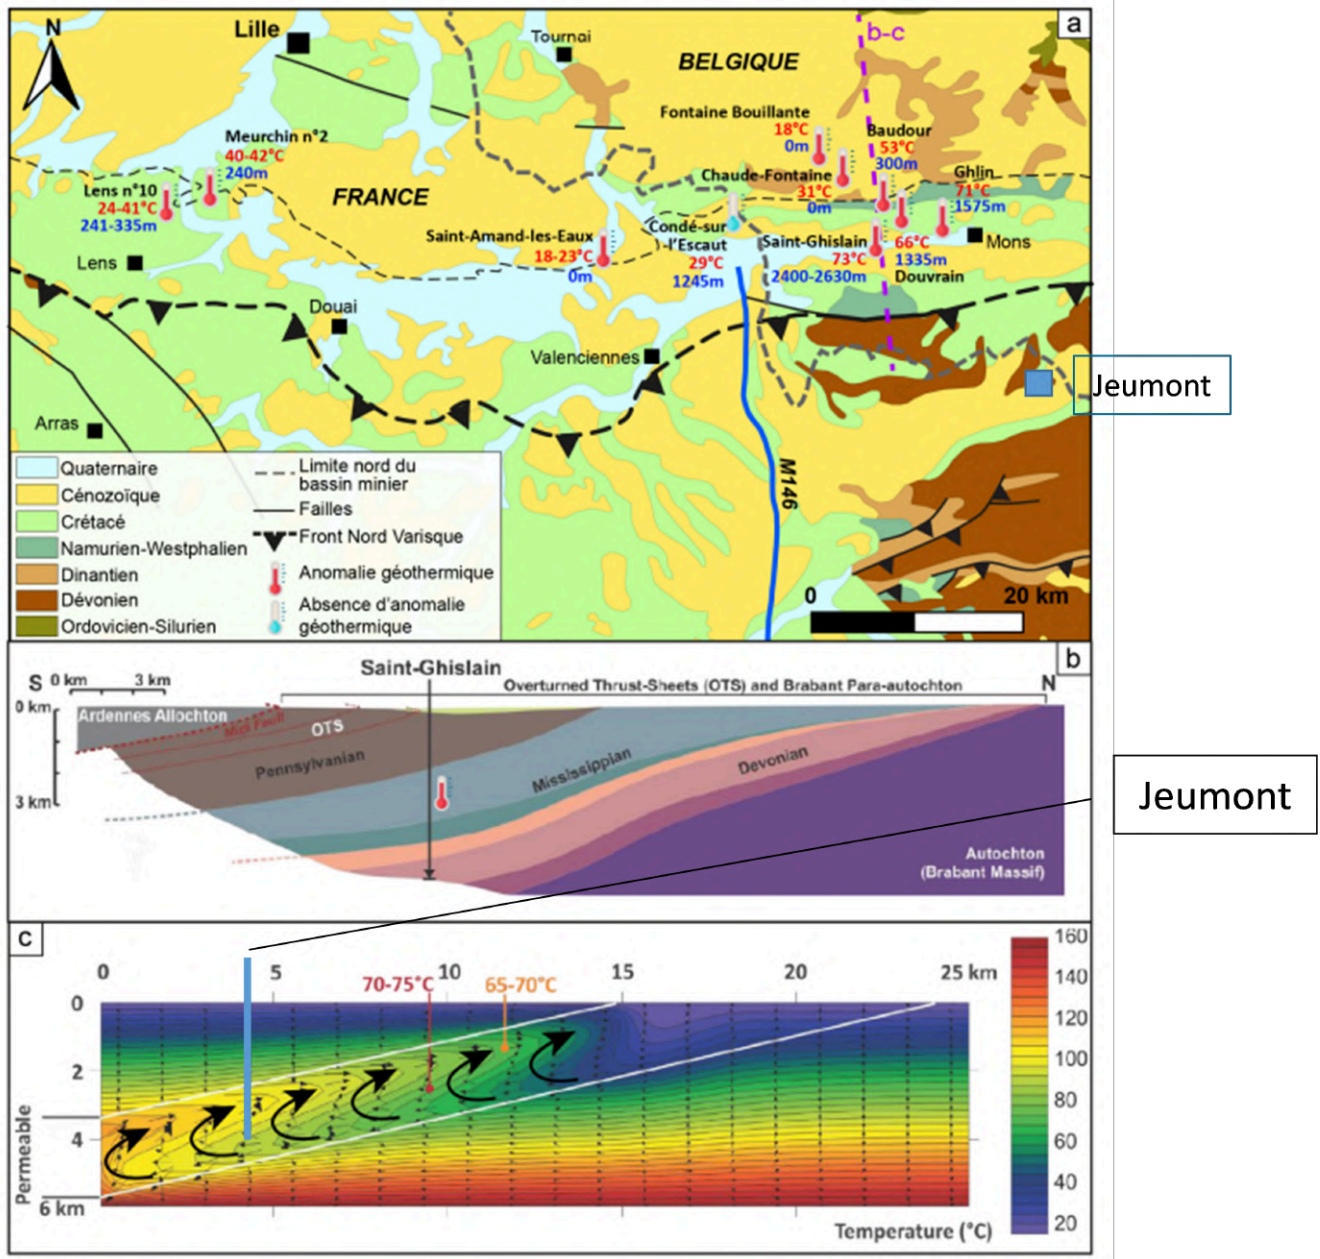 a
N
Lille
Tournai
BELGIQUE
b-c
Fontaine Bouillante
18°C
0m
Baudour
53°C
300m
Meurchin n°2
40-42°C
240m
Chaude-Fontaine
31°C
0m
Ghlin
71°C
1575m
Lens n°10
24-41°C
241-335m
FRANCE
Saint-Amand-les-Eaux
18-23°C
0m
Condé-sur
-l'Escaut
29°C
1245m
Saint-Ghislain
73°C
2400-2630m
66°C
1335m
Douvrain
Mons
Lens
Douai
Valenciennes
Arras
Jeumont
M146
Quaternaire
Cénozoïque
Crétacé
Namurien-Westphalien
Dinantien
Dévonien
Ordovicien-Silurien
Limite nord du
bassin minier
Failles
Front Nord Varisque
Anomalie géothermique
Absence d'anomalie
géothermique
0 20 km
b
Saint-Ghislain
S 0 km 3 km
Overturned Thrust-Sheets (OTS) and Brabant Para-autochton
N
0 km
3 km
Ardennes Allochton
Midi Fault
OTS
Pennsylvanian
Mississippian
Devonian
Autochton
(Brabant Massif)
Jeumont
c
0 5 10 15 20 25 km
70-75°C 65-70°C
0
2
4
6 km
Permeable
160
140
120
100
80
60
40
20
Temperature (°C)